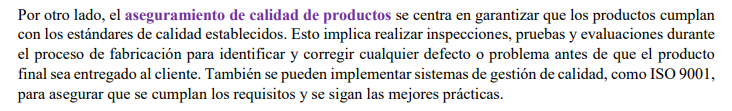 Por otro lado, el aseguramiento de calidad de productos se centra en garantizar que los productos cumplan
con los estándares de calidad establecidos. Esto implica realizar inspecciones, pruebas y evaluaciones durante
el proceso de fabricación para identificar y corregir cualquier defecto o problema antes de que el producto
final sea entregado al cliente. También se pueden implementar sistemas de gestión de calidad, como ISO 9001,
para asegurar que se cumplan los requisitos y se sigan las mejores prácticas.